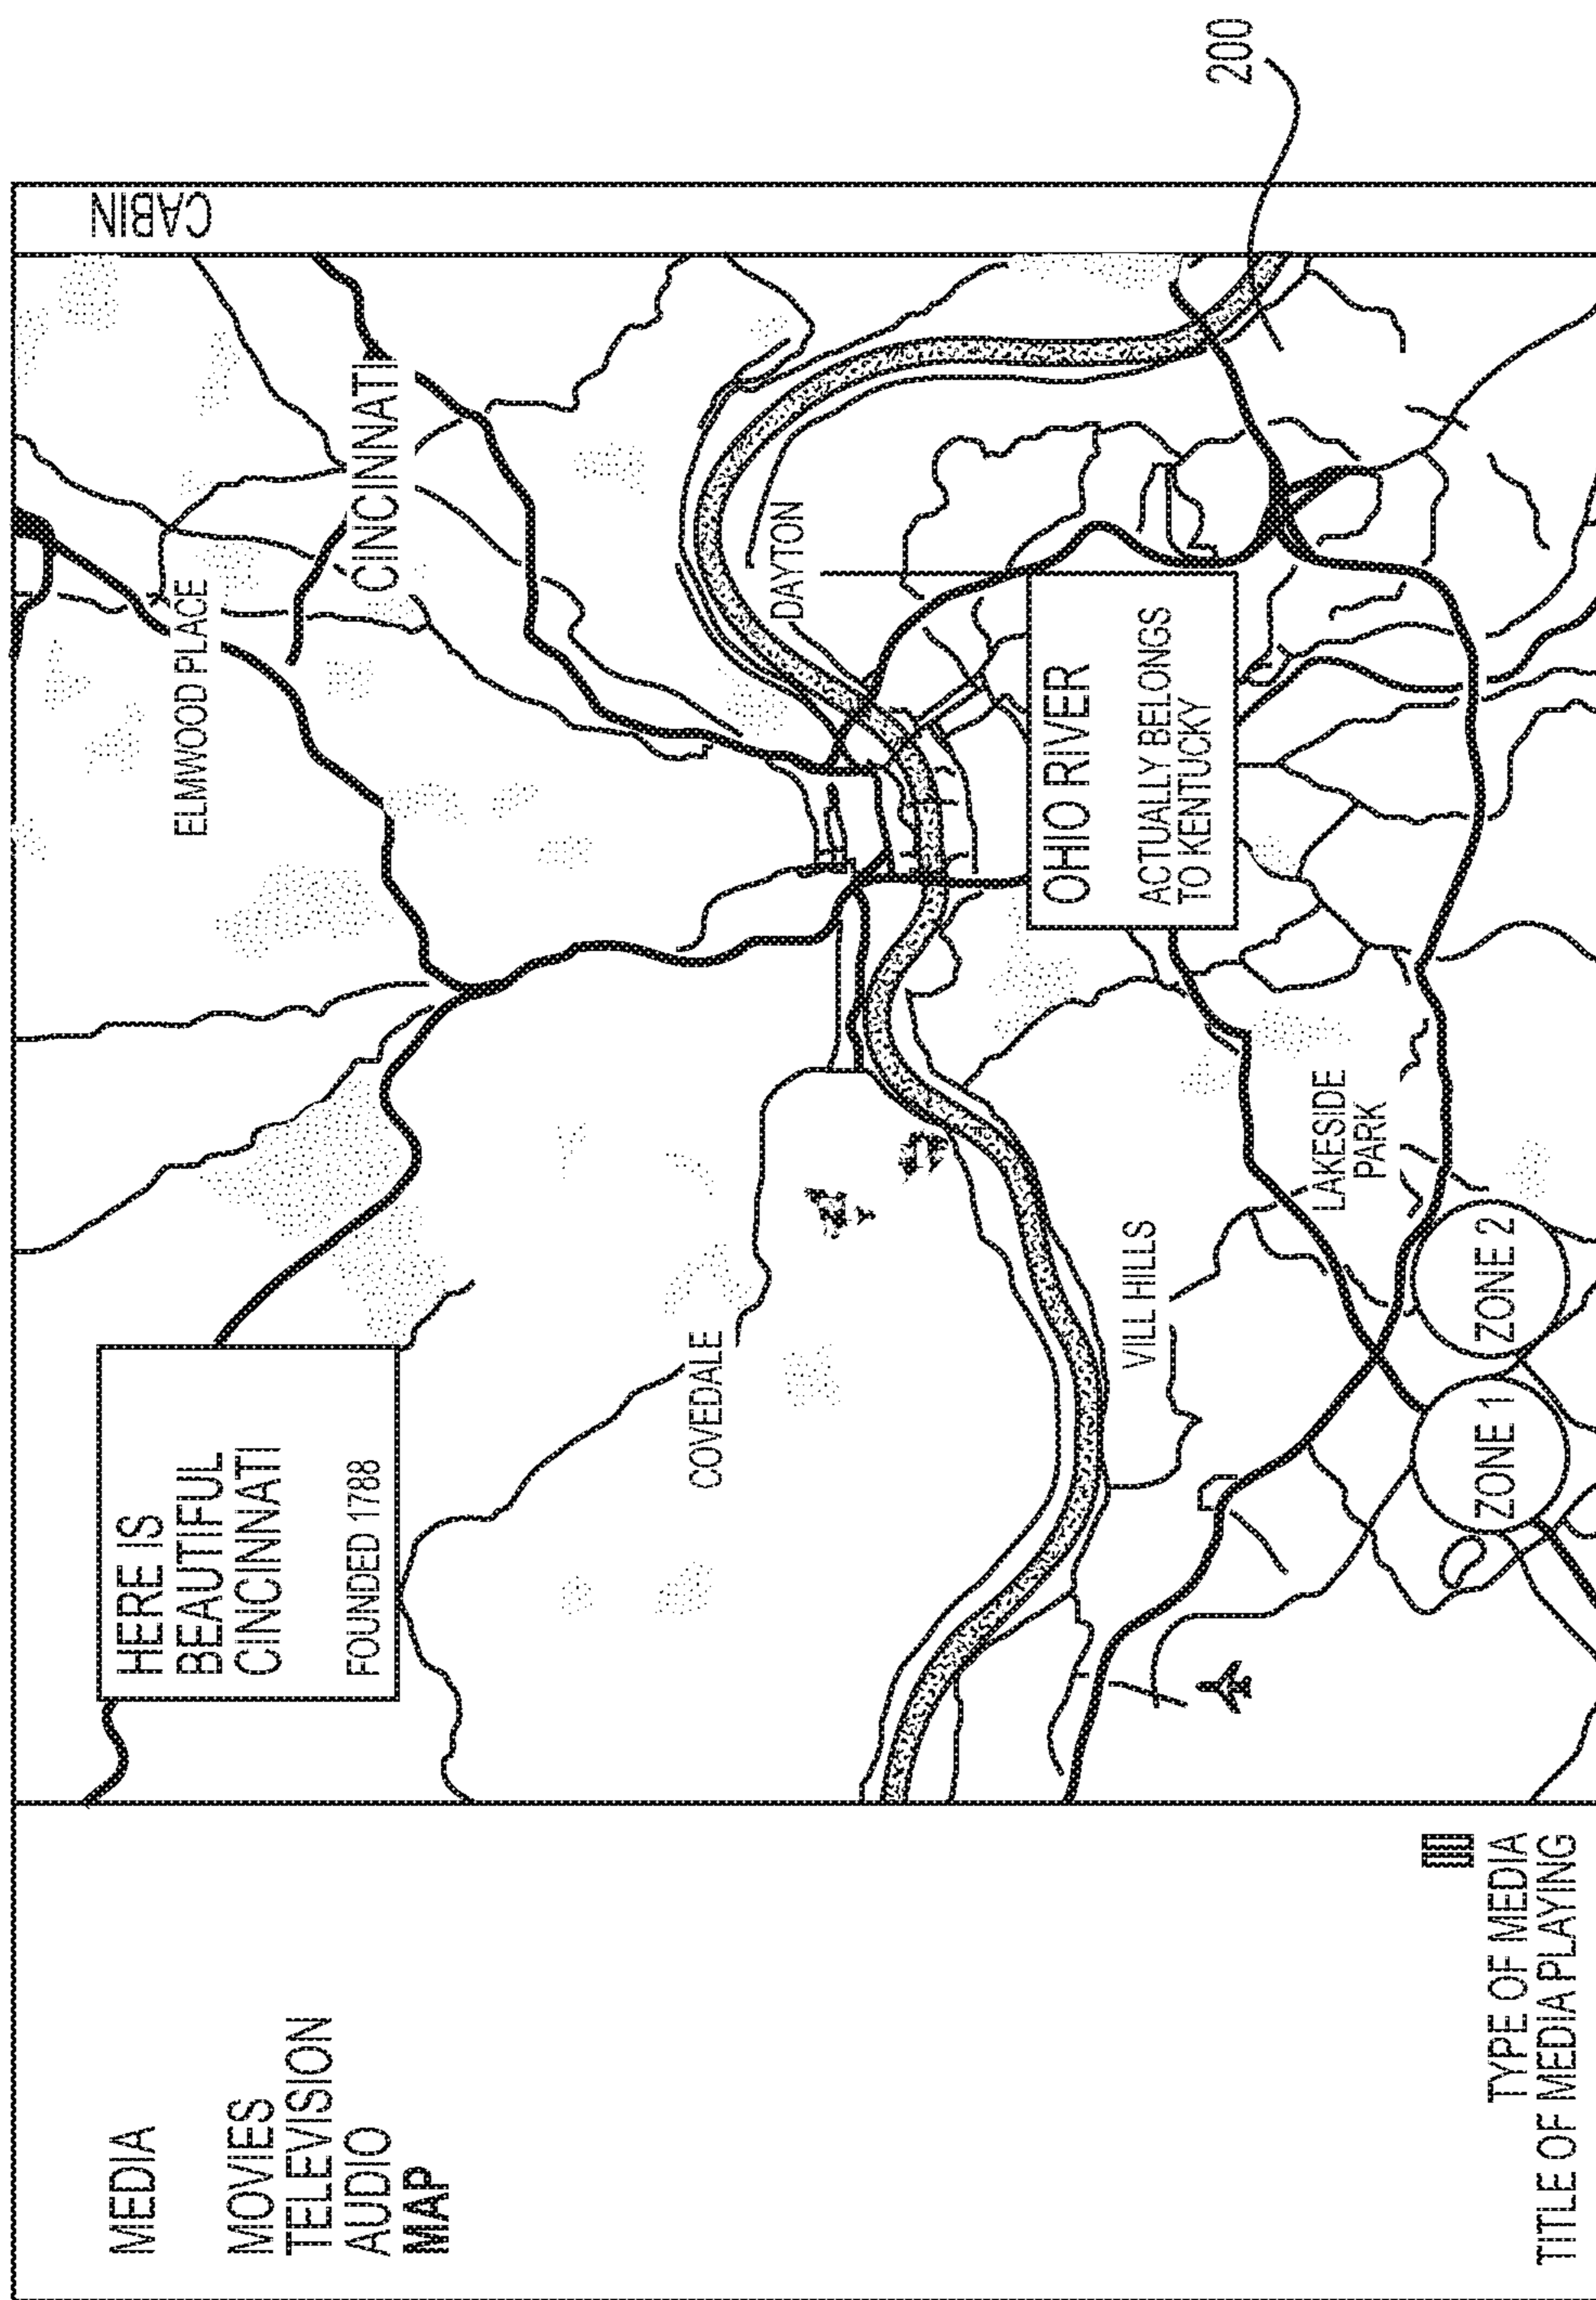 MEDIA
MOVIES
TELEVISION
AUDIO
MAP
TYPE OF MEDIA
TITLE OF MEDIA PLAYING
HERE IS
BEAUTIFUL
CINCINNATI
FOUNDED 1788
ELMWOOD PLACE
CINCINNATI
COVEDALE
DAYTON
OHIO RIVER
ACTUALLY BELONGS
TO KENTUCKY
VILL HILLS
LAKESIDE
PARK
ZONE 1
ZONE 2
CABIN
200